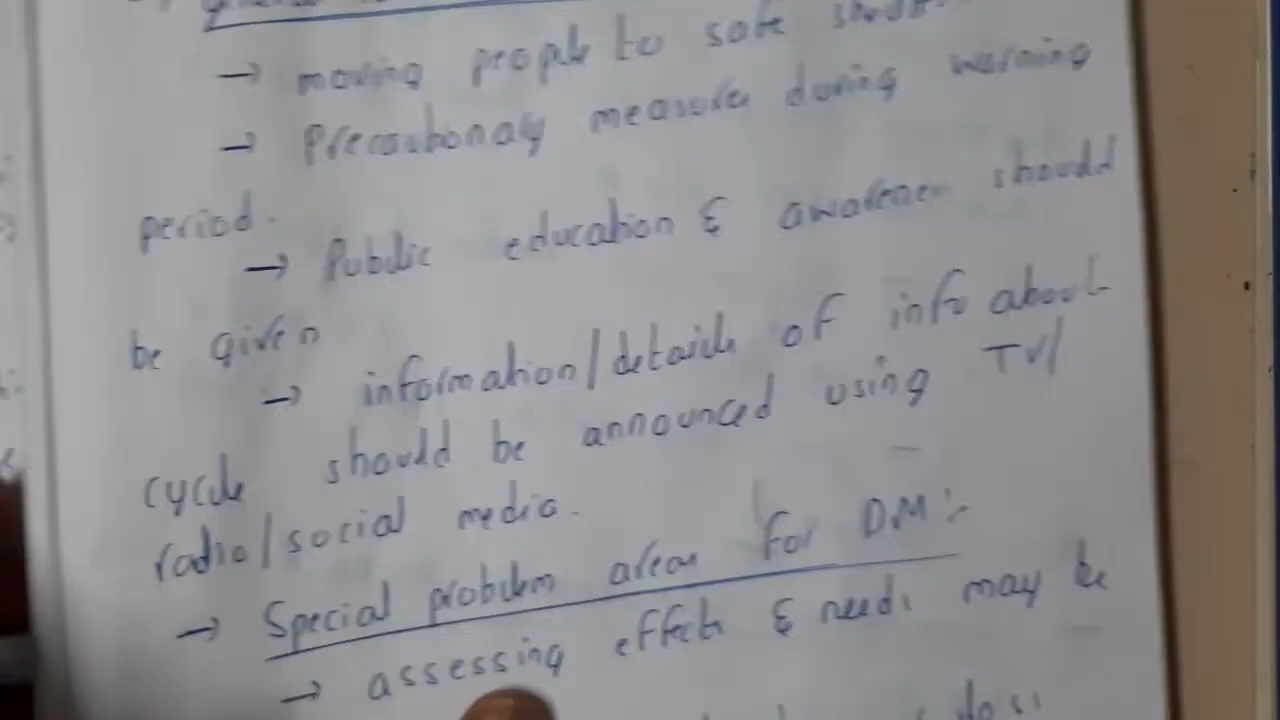 → moving people to safe
→ Precautionary measures during warning
period.
→ Public education & awareness should
be given
→ information/details of info about
cycle should be announced using TV/
radio/social media.
→ Special problem areas for DM:-
→ assessing effects & needs may be